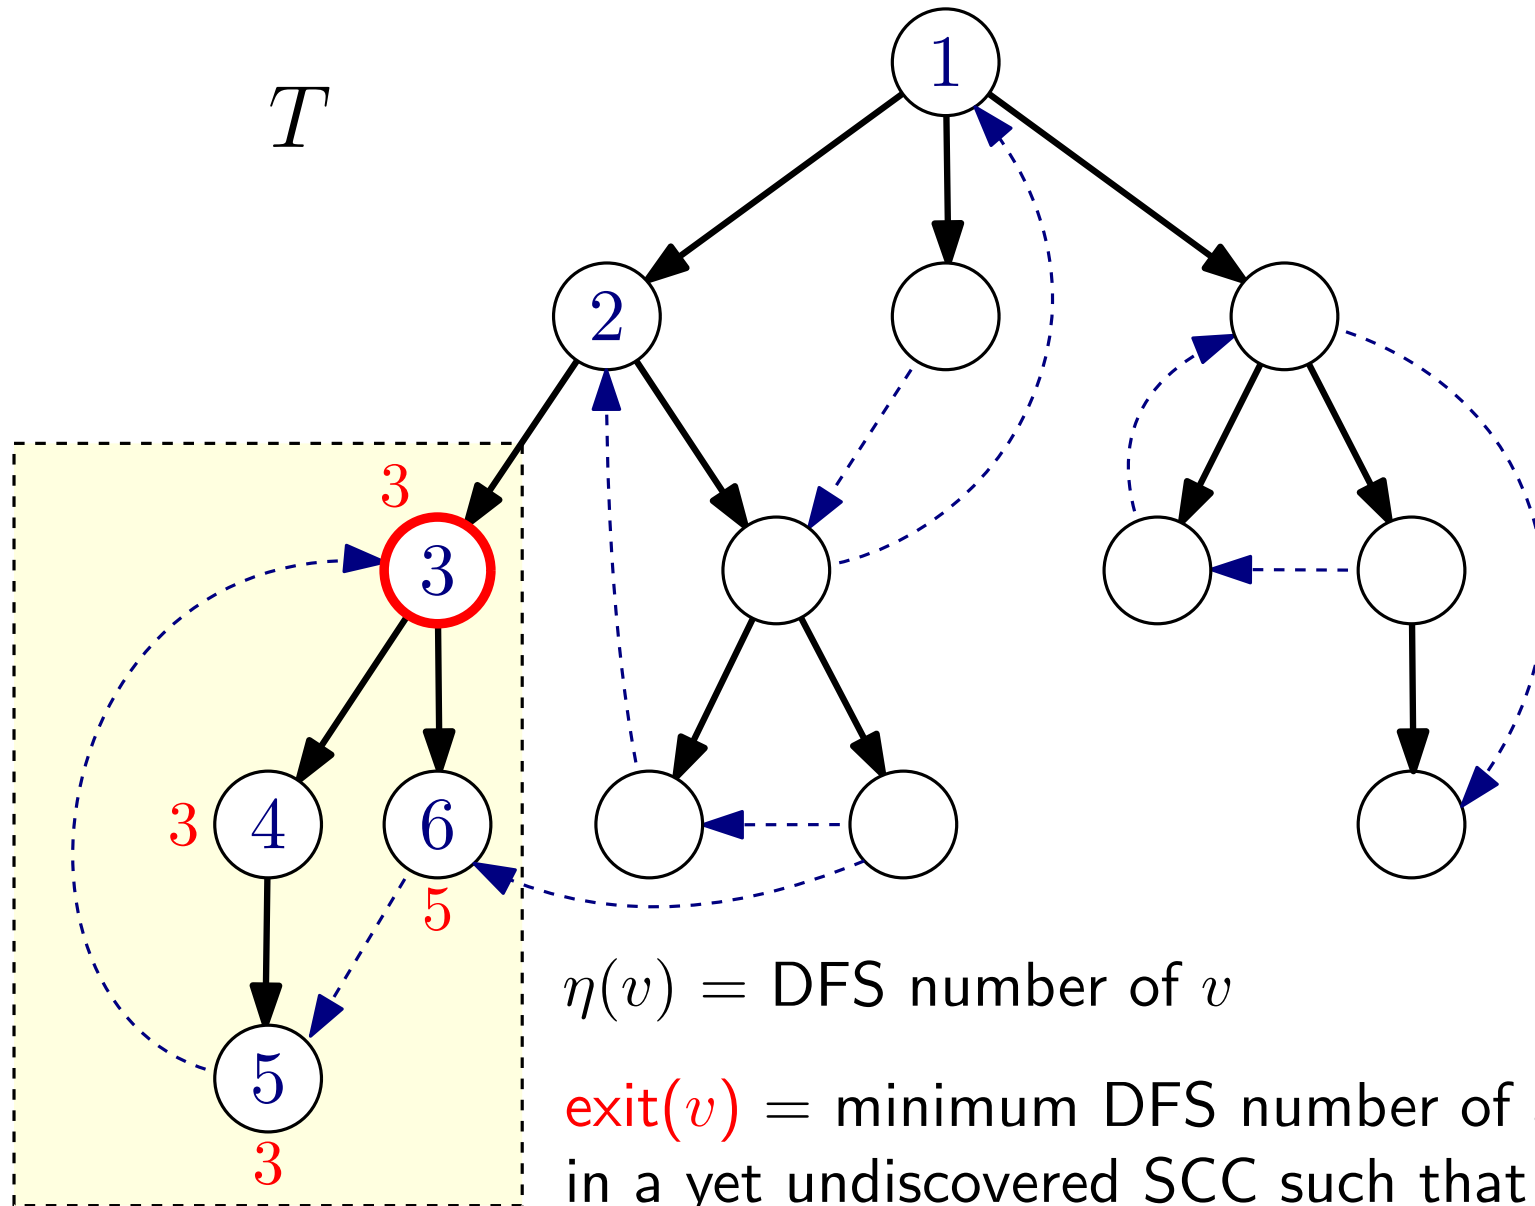 1
T
2
3
3
3
4
6
5
η(v) = DFS number of v
5
exit(v) = minimum DFS number of
3
in a yet undiscovered SCC such that